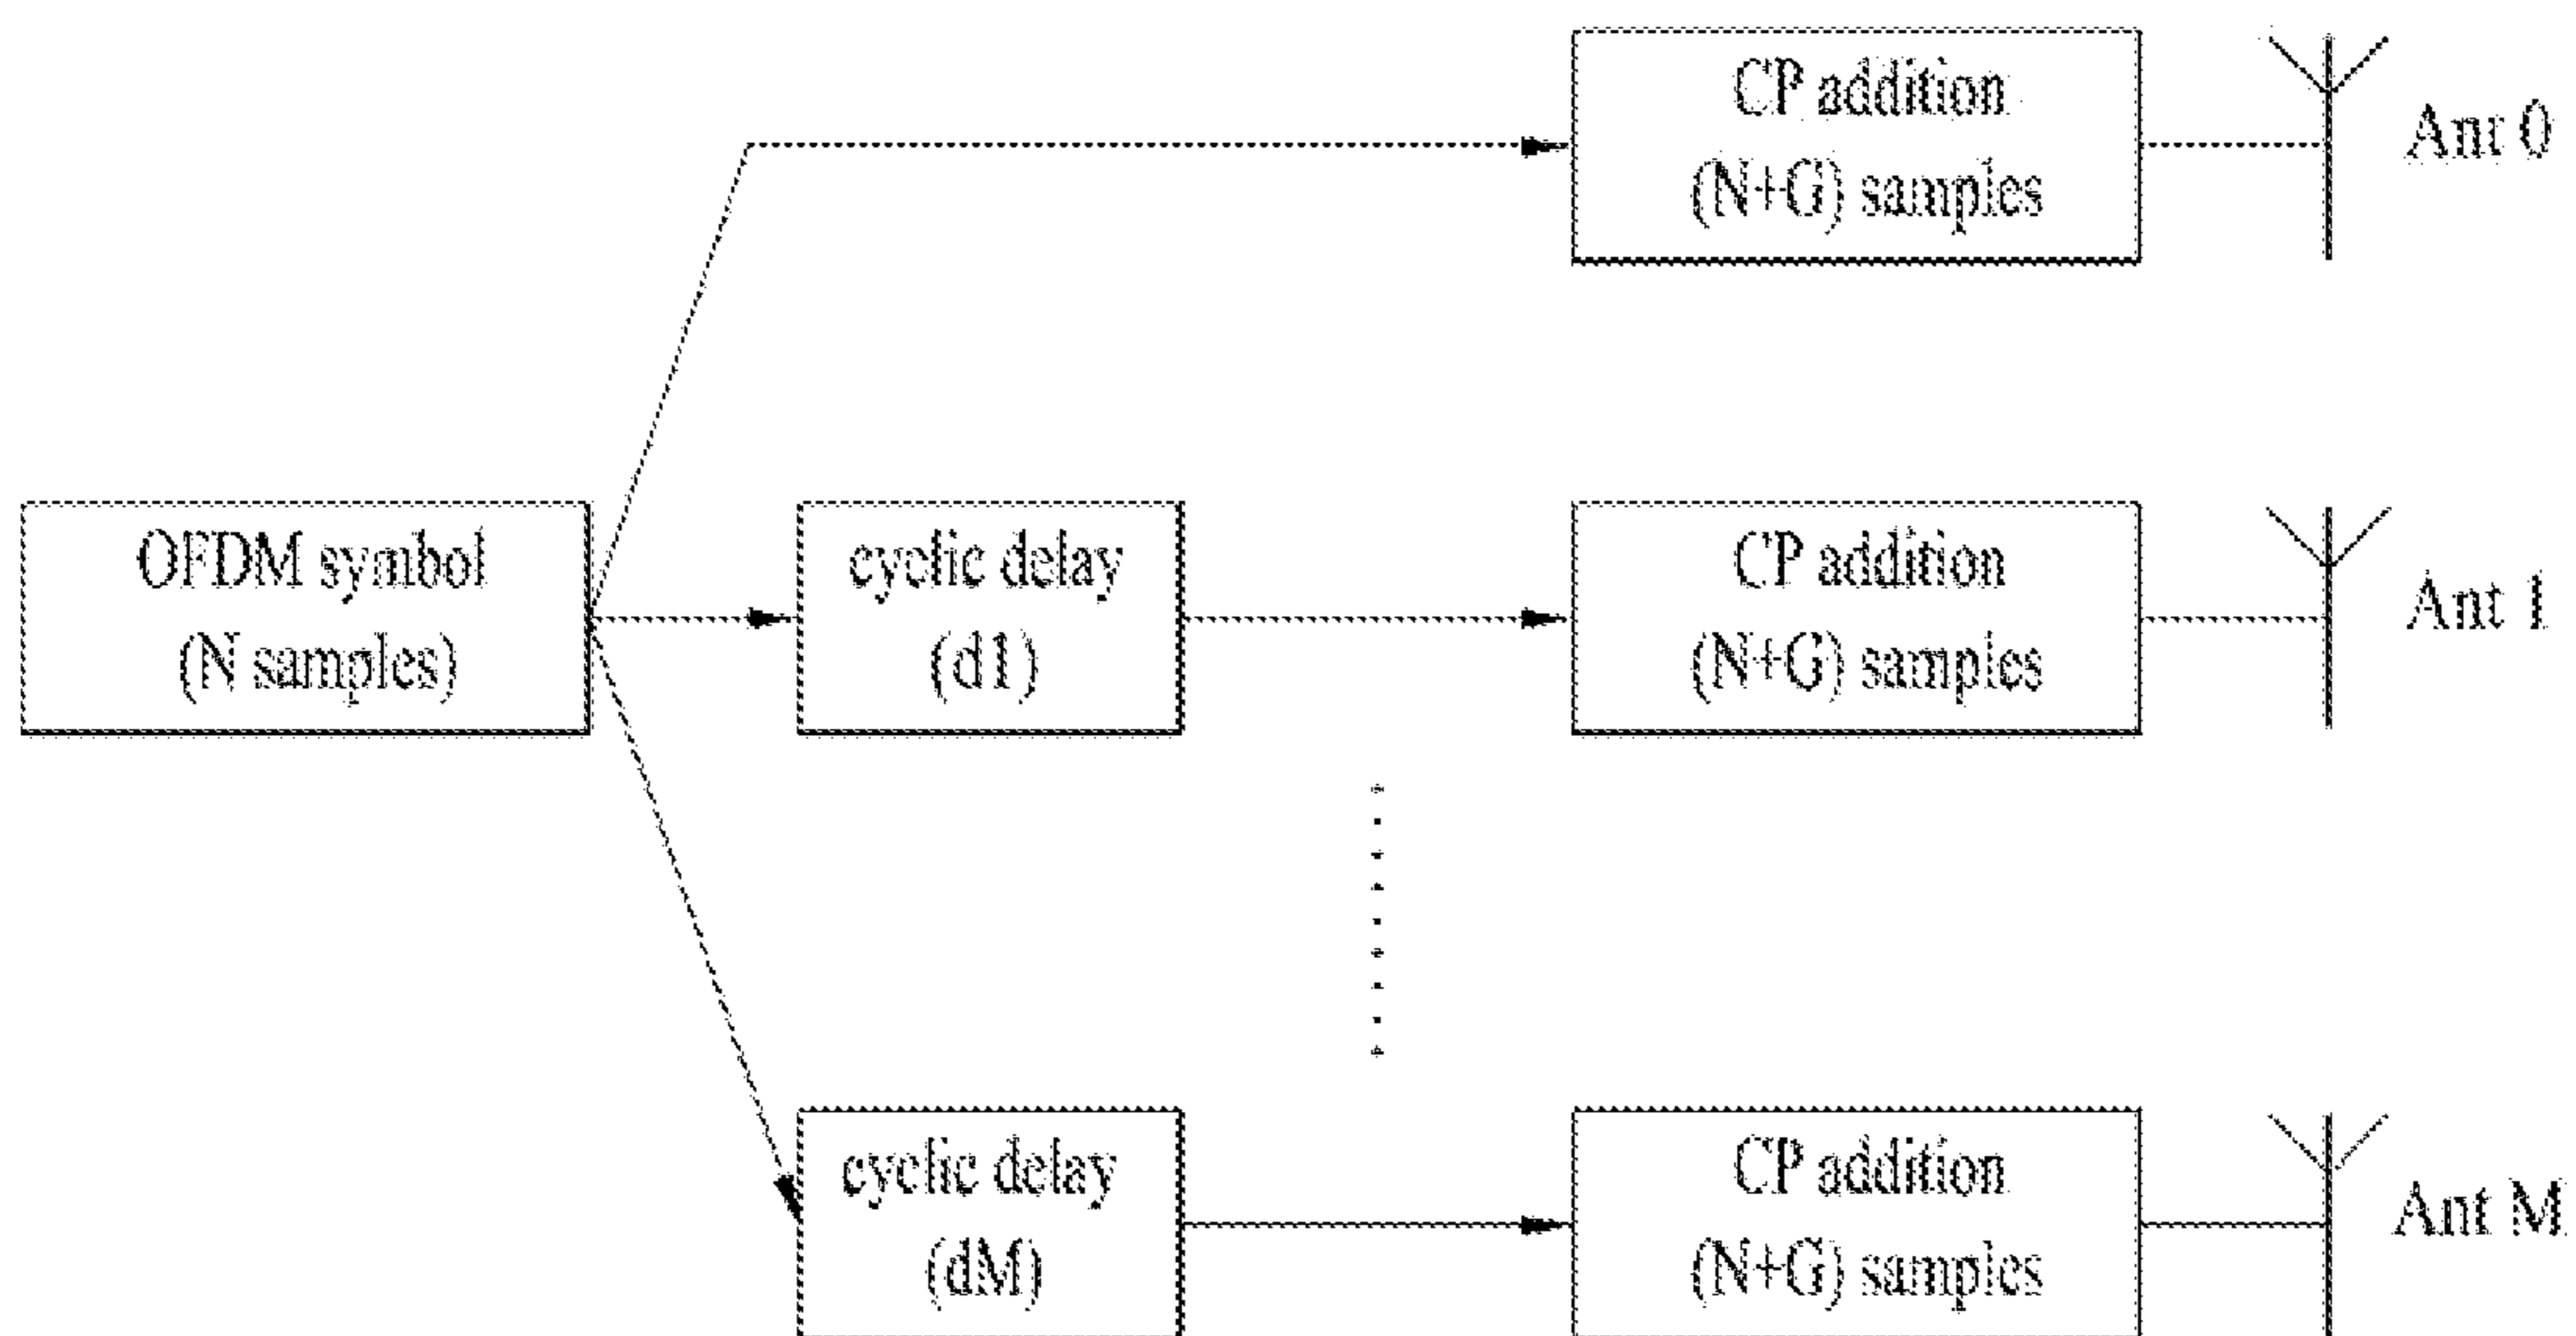 CP addition
(N+G) samples
Ant 0
OFDM symbol
(N samples)
cyclic delay
(d1)
CP addition
(N+G) samples
Ant 1
cyclic delay
(dM)
CP addition
(N+G) samples
Ant M